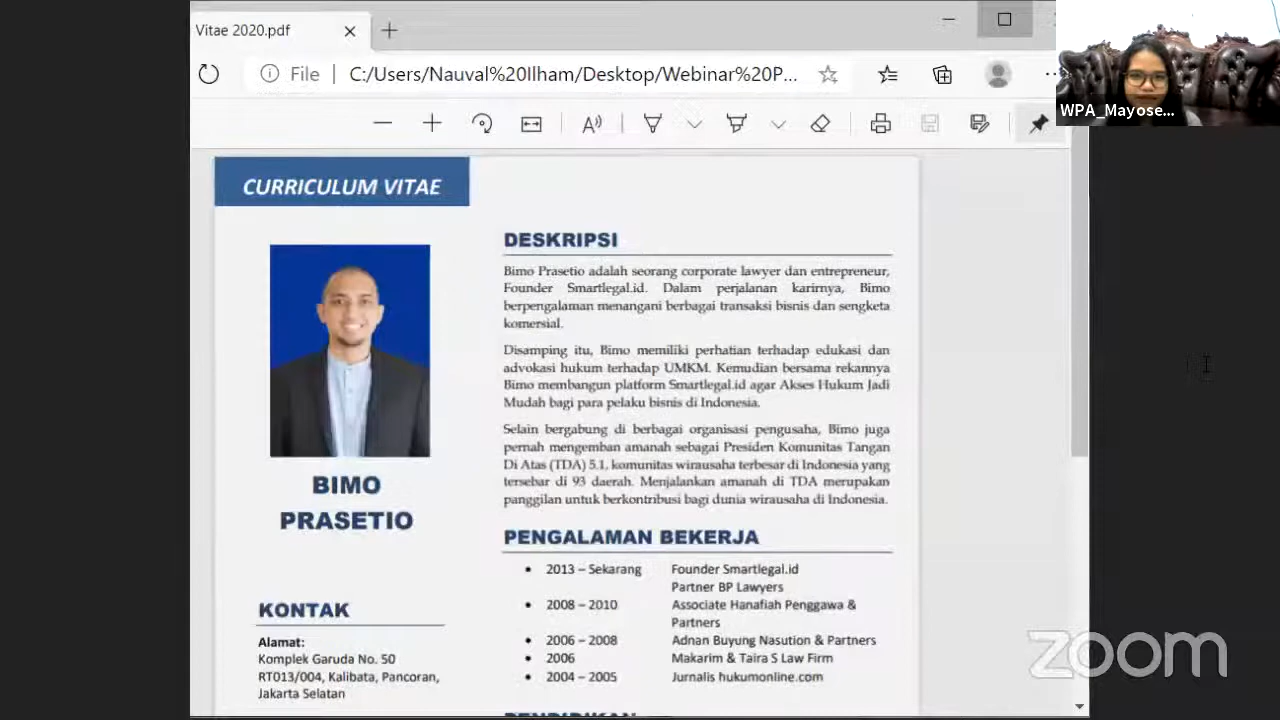 Vitae 2020.pdf
File
C:/Users/Nauval%20Ilham/Desktop/Webinar%20P...
WPA_Mayose...
CURRICULUM VITAE
BIMO
PRASETIO
KONTAK
Alamat:
Komplek Garuda No. 50
RT013/004, Kalibata, Pancoran,
Jakarta Selatan
DESKRIPSI
Bimo Prasetio adalah seorang corporate lawyer dan entrepreneur,
Founder Smartlegal.id. Dalam perjalanan karirnya, Bimo
berpengalaman menangani berbagai transaksi bisnis dan sengketa
komersial.
Disamping itu, Bimo memiliki perhatian terhadap edukasi dan
advokasi hukum terhadap UMKM. Kemudian bersama rekannya
Bimo membangun platform Smartlegal.id agar Akses Hukum Jadi
Mudah bagi para pelaku bisnis di Indonesia.
Selain bergabung di berbagai organisasi pengusaha, Bimo juga
pernah mengemban amanah sebagai Presiden Komunitas Tangan
Di Atas (TDA) 5.1, komunitas wirausaha terbesar di Indonesia yang
tersebar di 93 daerah. Menjalankan amanah di TDA merupakan
panggilan untuk berkontribusi bagi dunia wirausaha di Indonesia.
PENGALAMAN BEKERJA
• 2013 – Sekarang Founder Smartlegal.id
Partner BP Lawyers
• 2008 – 2010 Associate Hanafiah Penggawa &
Partners
• 2006 – 2008 Adnan Buyung Nasution & Partners
• 2006 Makarim & Taira S Law Firm
• 2004 – 2005 Jurnalis hukumonline.com
PENDIDIKAN
zoom